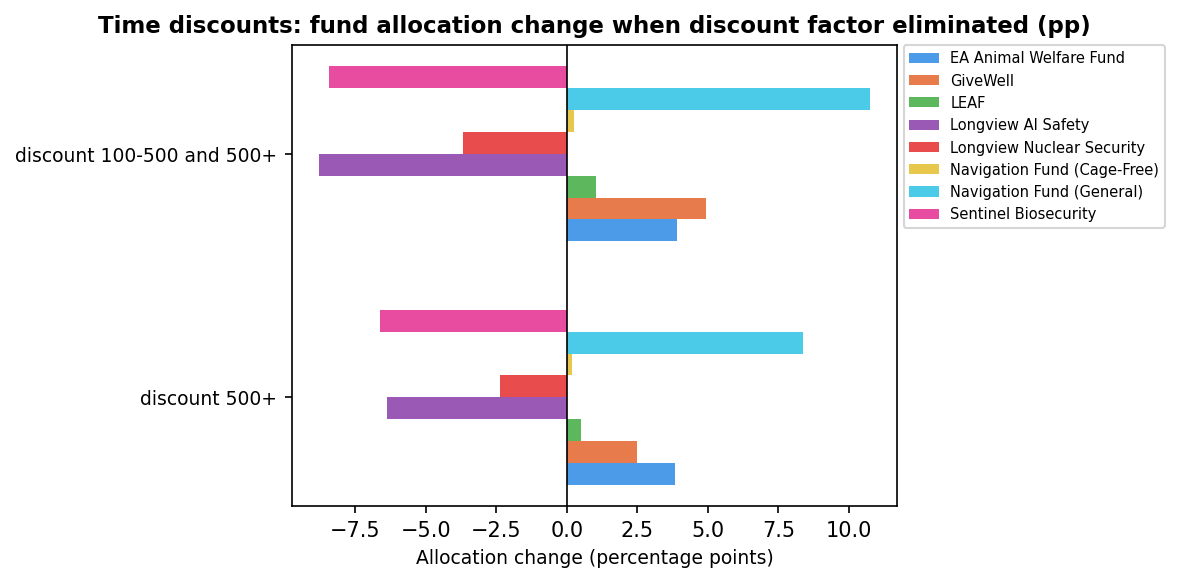 Time discounts: fund allocation change when discount factor eliminated (pp)
EA Animal Welfare Fund
GiveWell
LEAF
Longview AI Safety
Longview Nuclear Security
Navigation Fund (Cage-Free)
Navigation Fund (General)
Sentinel Biosecurity
discount 100-500 and 500+
discount 500+
−7.5 −5.0 −2.5 0.0 2.5 5.0 7.5 10.0
Allocation change (percentage points)